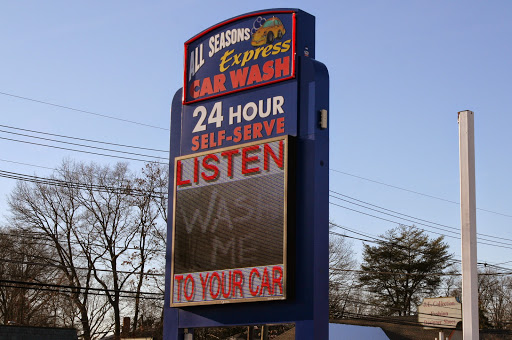 ALL SEASONS
Express
CAR WASH
24 HOUR
SELF-SERVE
LISTEN
WASH
ME
TO YOUR CAR